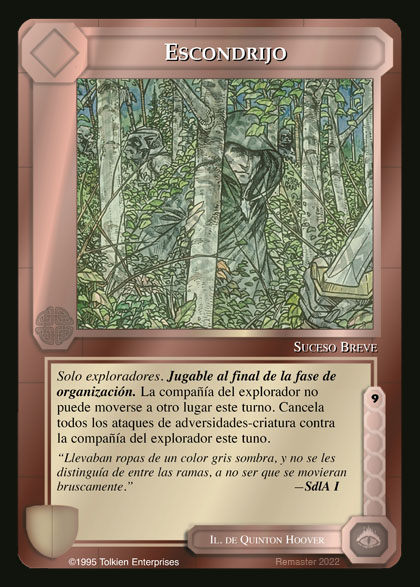 Escondrijo
Suceso Breve
Solo exploradores. Jugable al final de la fase de
organización. La compañía del explorador no
puede moverse a otro lugar este turno. Cancela
todos los ataques de adversidades-criatura contra
la compañía del explorador este tuno.
9
“Llevaban ropas de un color gris sombra, y no se les
distinguía de entre las ramas, a no ser que se movieran
bruscamente.” —SdlA I
Il. de Quinton Hoover
©1995 Tolkien Enterprises Remaster 2022